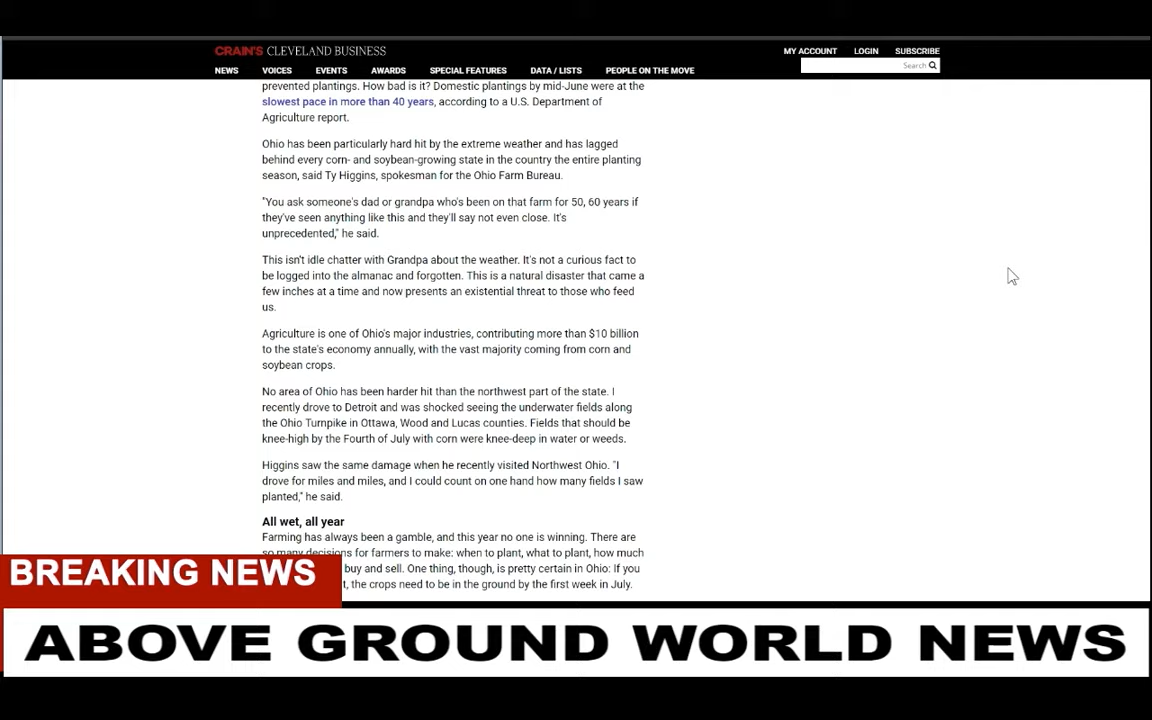 CRAIN'S CLEVELAND BUSINESS
MY ACCOUNT LOGIN SUBSCRIBE
Search
NEWS VOICES EVENTS AWARDS SPECIAL FEATURES DATA / LISTS PEOPLE ON THE MOVE
prevented plantings. How bad is it? Domestic plantings by mid-June were at the
slowest pace in more than 40 years, according to a U.S. Department of
Agriculture report.
Ohio has been particularly hard hit by the extreme weather and has lagged
behind every corn- and soybean-growing state in the country the entire planting
season, said Ty Higgins, spokesman for the Ohio Farm Bureau.
"You ask someone's dad or grandpa who's been on that farm for 50, 60 years if
they've seen anything like this and they'll say not even close. It's
unprecedented," he said.
This isn't idle chatter with Grandpa about the weather. It's not a curious fact to
be logged into the almanac and forgotten. This is a natural disaster that came a
few inches at a time and now presents an existential threat to those who feed
us.
Agriculture is one of Ohio's major industries, contributing more than $10 billion
to the state's economy annually, with the vast majority coming from corn and
soybean crops.
No area of Ohio has been harder hit than the northwest part of the state. I
recently drove to Detroit and was shocked seeing the underwater fields along
the Ohio Turnpike in Ottawa, Wood and Lucas counties. Fields that should be
knee-high by the Fourth of July with corn were knee-deep in water or weeds.
Higgins saw the same damage when he recently visited Northwest Ohio. "I
drove for miles and miles, and I could count on one hand how many fields I saw
planted," he said.
All wet, all year
Farming has always been a gamble, and this year no one is winning. There are
so many decisions for farmers to make: when to plant, what to plant, how much
buy and sell. One thing, though, is pretty certain in Ohio: If you
the crops need to be in the ground by the first week in July.
BREAKING NEWS
ABOVE GROUND WORLD NEWS